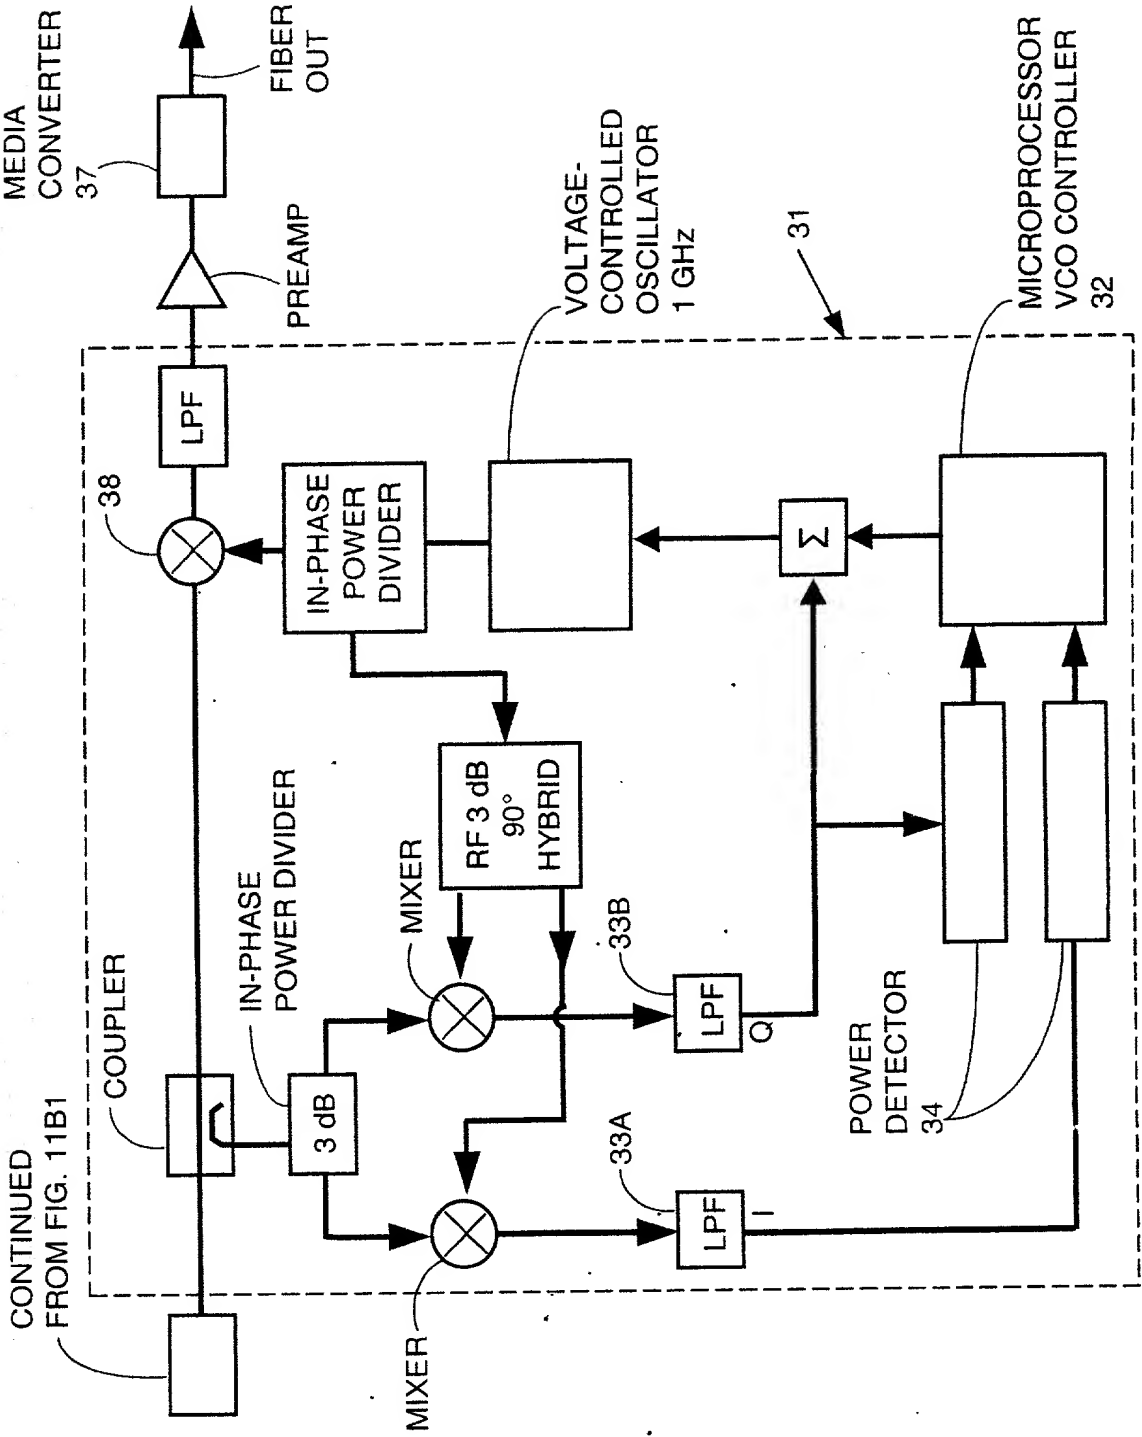 CONTINUED
FROM FIG. 11B1
COUPLER
IN-PHASE
POWER DIVIDER
3 dB
MIXER
MIXER
RF 3 dB
90°
HYBRID
38
LPF
IN-PHASE
POWER
DIVIDER
PREAMP
MEDIA
CONVERTER
37
FIBER
OUT
VOLTAGE-
CONTROLLED
OSCILLATOR
1 GHz
31
33A
LPF
I
33B
LPF
Q
Σ
POWER
DETECTOR
34
MICROPROCESSOR
VCO CONTROLLER
32